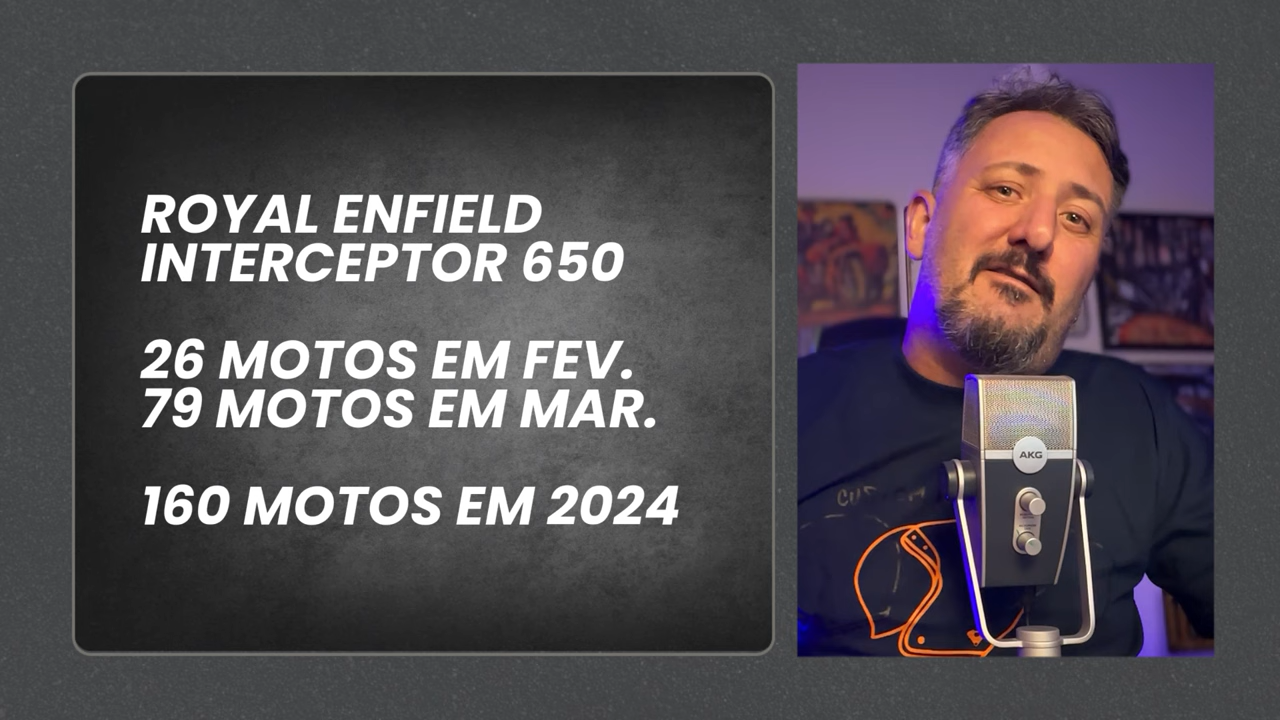 ROYAL ENFIELD
INTERCEPTOR 650
26 MOTOS EM FEV.
79 MOTOS EM MAR.
160 MOTOS EM 2024
AKG